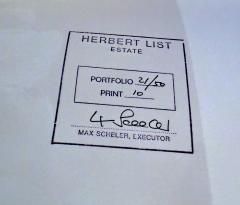 HERBERT LIST
ESTATE
PORTFOLIO 21/50
PRINT 10
MAX SCHELER, EXECUTOR